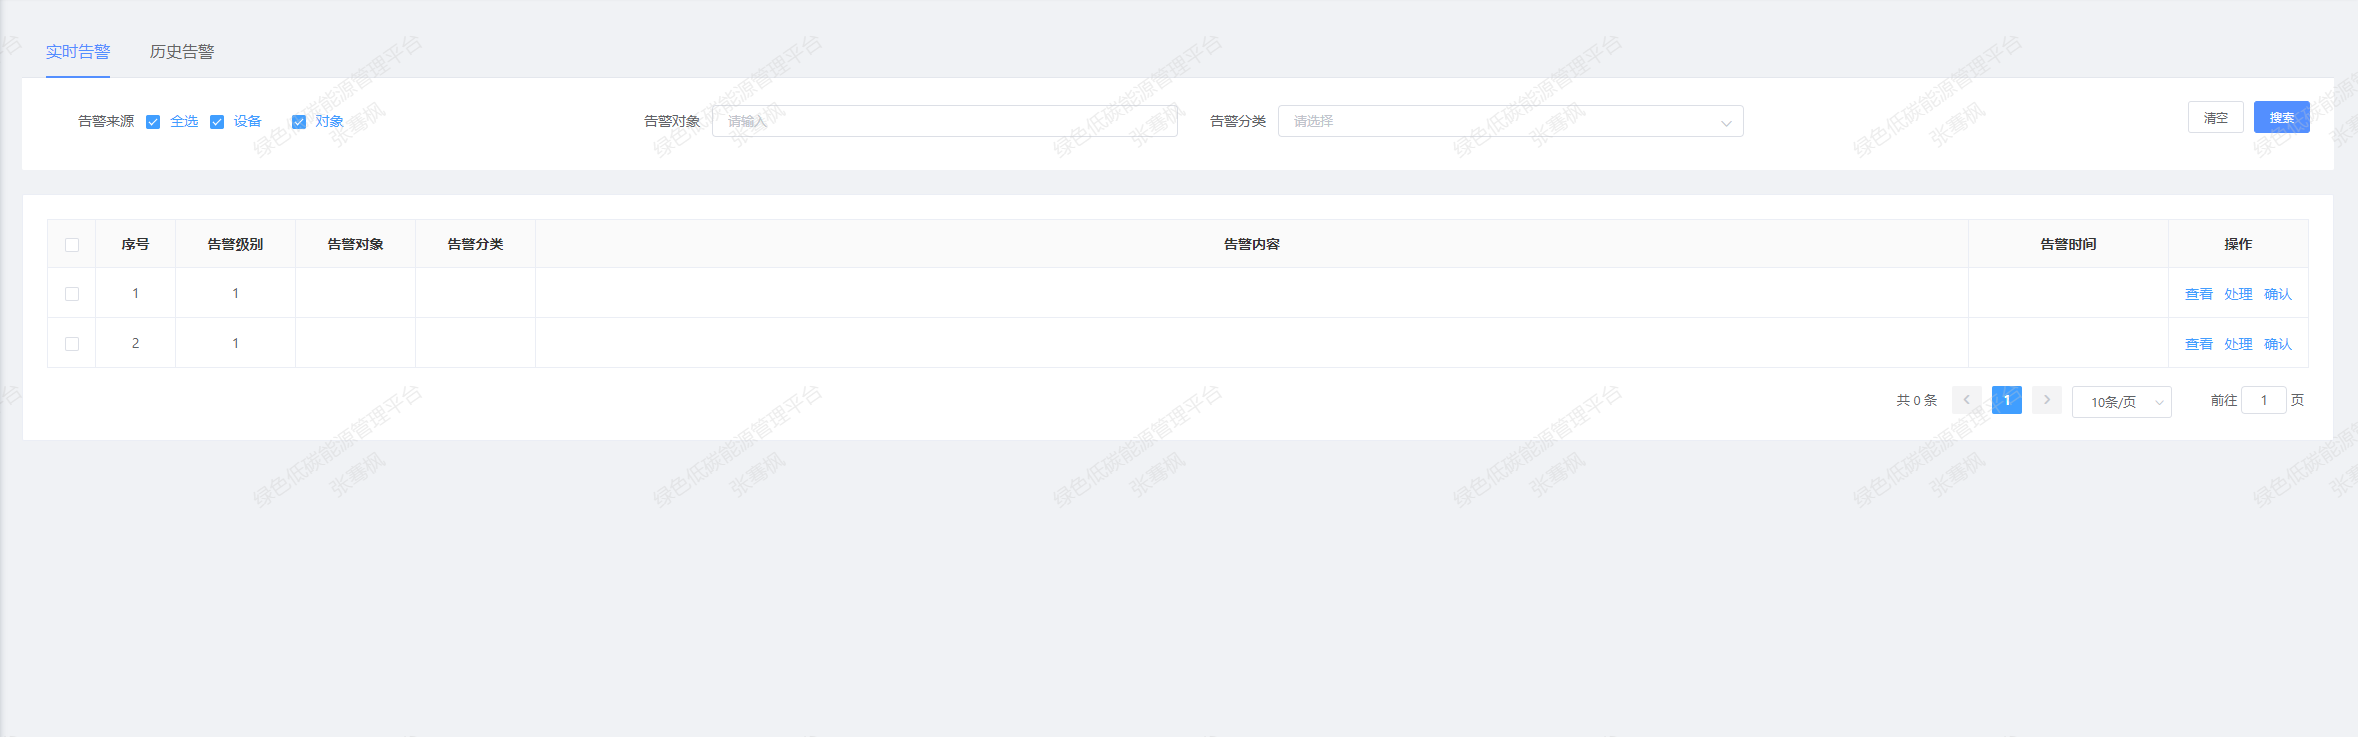 实时告警 历史告警
告警来源 全选 设备 对象 告警对象 请输入 告警分类 请选择 清空 搜索
序号 告警级别 告警对象 告警分类 告警内容 告警时间 操作
1 1 查看 处理 确认
2 1 查看 处理 确认
共 0 条 1 10条/页 前往 1 页
绿色低碳能源管理平台
张骞枫